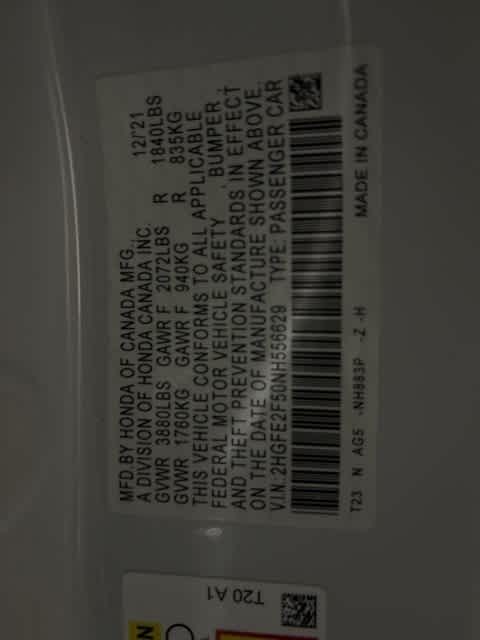 MFD.BY HONDA OF CANADA MFG., 12/'21
A DIVISION OF HONDA CANADA INC.
GVWR 3880LBS GAWR F 2072LBS R 1840LBS
GVWR 1760KG GAWR F 940KG R 835KG
THIS VEHICLE CONFORMS TO ALL APPLICABLE
FEDERAL MOTOR VEHICLE SAFETY , BUMPER ,
AND THEFT PREVENTION STANDARDS IN EFFECT
ON THE DATE OF MANUFACTURE SHOWN ABOVE.
V.I.N.:2HGFE2F50NH556629 TYPE: PASSENGER CAR
T23 N AG5 -NH883P -Z -H MADE IN CANADA
T20 A1